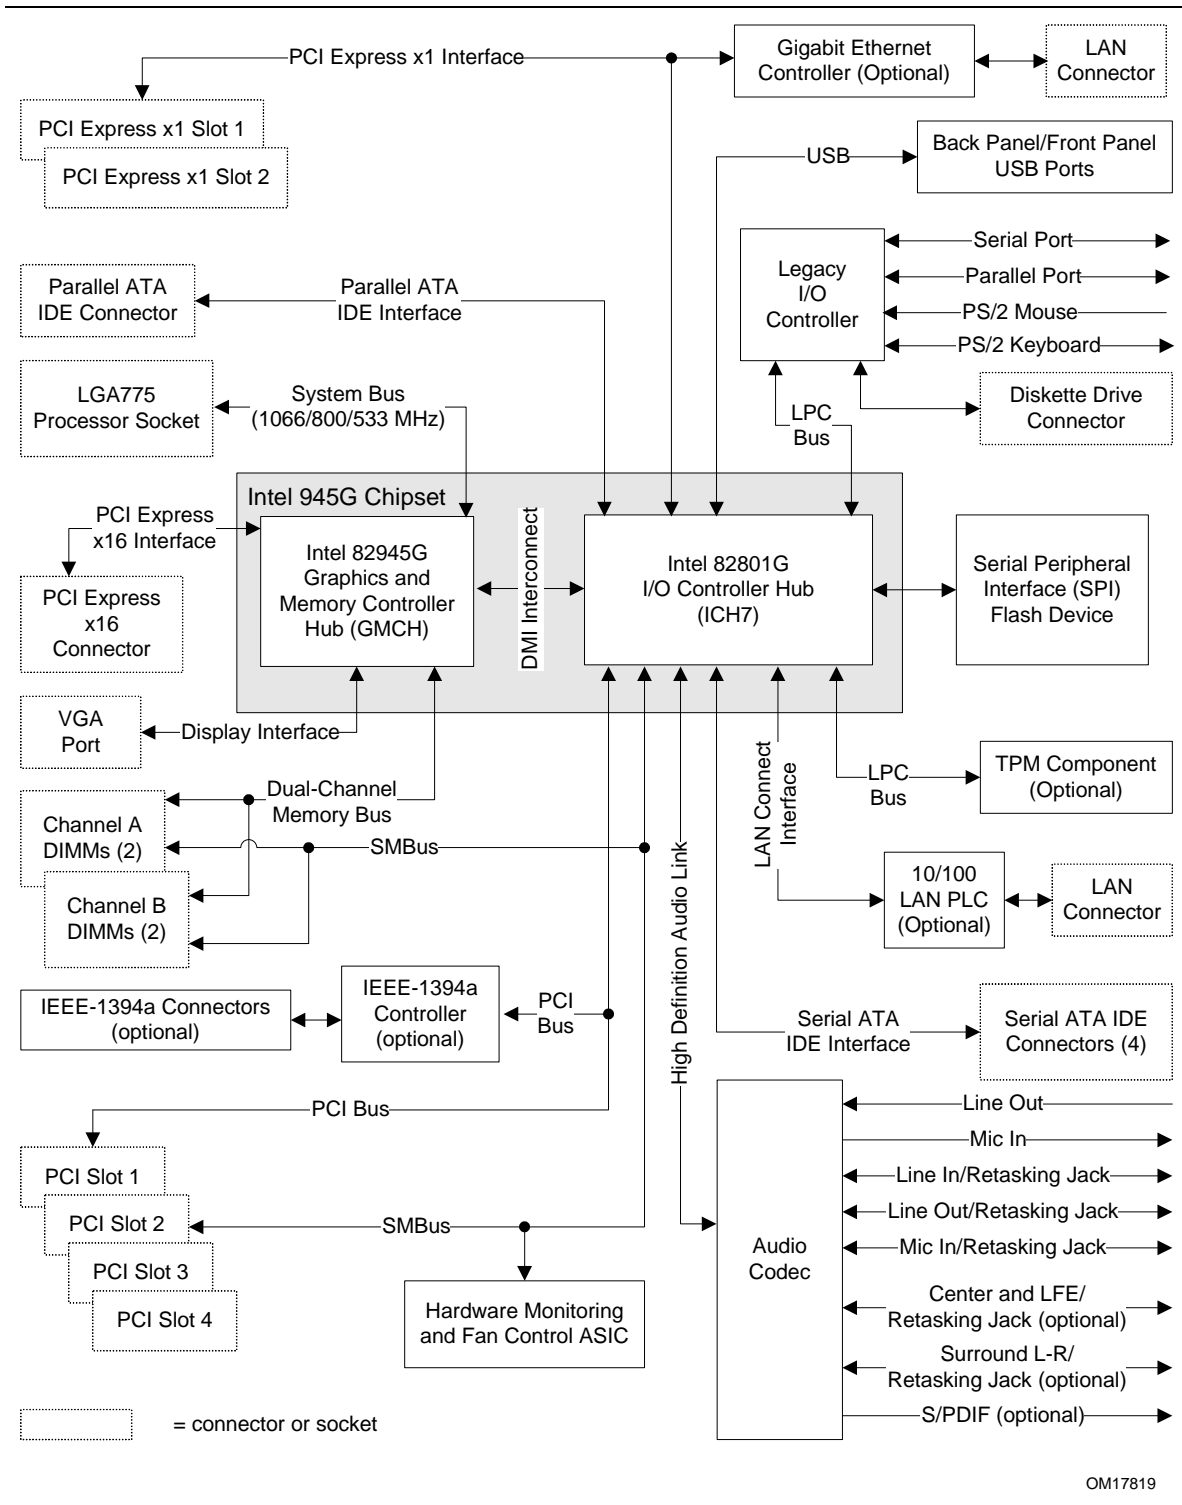 PCI Express x1 Interface
Gigabit Ethernet
Controller (Optional)
LAN
Connector
PCI Express x1 Slot 1
PCI Express x1 Slot 2
USB
Back Panel/Front Panel
USB Ports
Legacy
I/O
Controller
Serial Port
Parallel Port
PS/2 Mouse
PS/2 Keyboard
Parallel ATA
IDE Connector
Parallel ATA
IDE Interface
LGA775
Processor Socket
System Bus
(1066/800/533 MHz)
LPC
Bus
Diskette Drive
Connector
Intel 945G Chipset
PCI Express
x16 Interface
PCI Express
x16
Connector
Intel 82945G
Graphics and
Memory Controller
Hub (GMCH)
DMI Interconnect
Intel 82801G
I/O Controller Hub
(ICH7)
Serial Peripheral
Interface (SPI)
Flash Device
VGA
Port
Display Interface
Dual-Channel
Memory Bus
Channel A
DIMMs (2)
SMBus
Channel B
DIMMs (2)
LAN Connect
Interface
LPC
Bus
TPM Component
(Optional)
10/100
LAN PLC
(Optional)
LAN
Connector
High Definition Audio Link
IEEE-1394a Connectors
(optional)
IEEE-1394a
Controller
(optional)
PCI
Bus
Serial ATA
IDE Interface
Serial ATA IDE
Connectors (4)
PCI Bus
PCI Slot 1
PCI Slot 2
PCI Slot 3
PCI Slot 4
SMBus
Hardware Monitoring
and Fan Control ASIC
Audio
Codec
Line Out
Mic In
Line In/Retasking Jack
Line Out/Retasking Jack
Mic In/Retasking Jack
Center and LFE/
Retasking Jack (optional)
Surround L-R/
Retasking Jack (optional)
S/PDIF (optional)
= connector or socket
OM17819